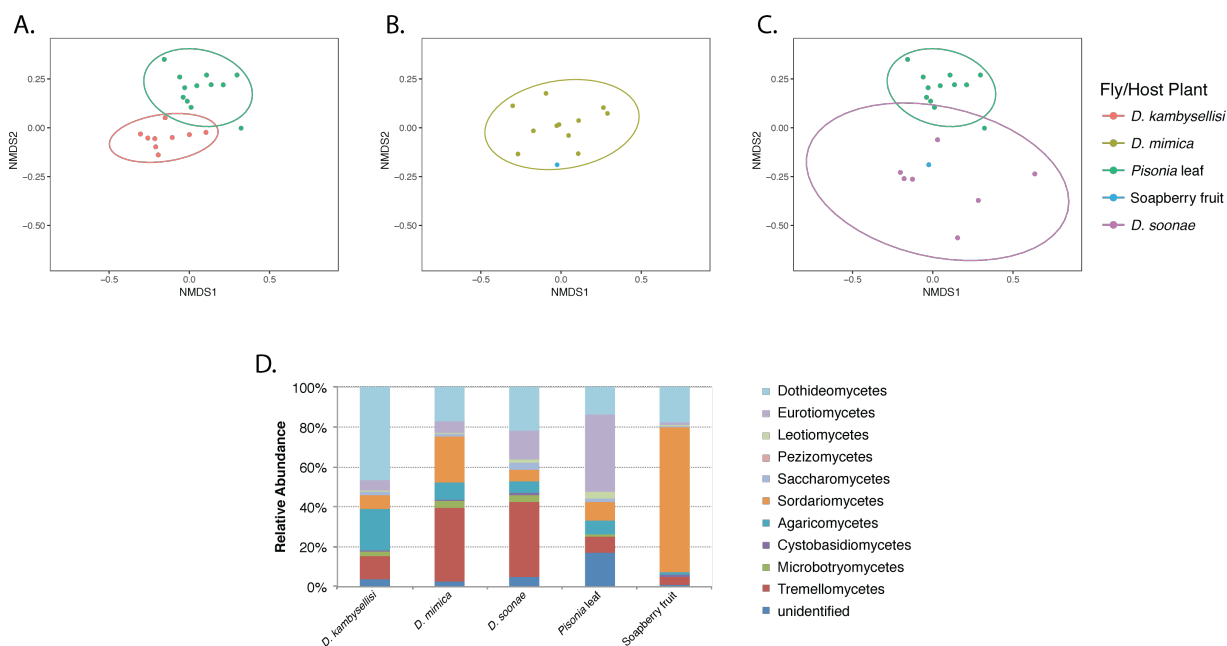 A.
B.
C.
NMDS2
0.25
0.00
−0.25
−0.50
−0.5
0.0
0.5
NMDS1
NMDS2
0.25
0.00
−0.25
−0.50
−0.5
0.0
0.5
NMDS1
NMDS2
0.25
0.00
−0.25
−0.50
−0.5
0.0
0.5
NMDS1
Fly/Host Plant
D. kambysellisi
D. mimica
Pisonia leaf
Soapberry fruit
D. soonae
D.
Relative Abundance
100%
80%
60%
40%
20%
0%
D. kambysellisi
D. mimica
D. soonae
Pisonia leaf
Soapberry fruit
Dothideomycetes
Eurotiomycetes
Leotiomycetes
Pezizomycetes
Saccharomycetes
Sordariomycetes
Agaricomycetes
Cystobasidiomycetes
Microbotryomycetes
Tremellomycetes
unidentified